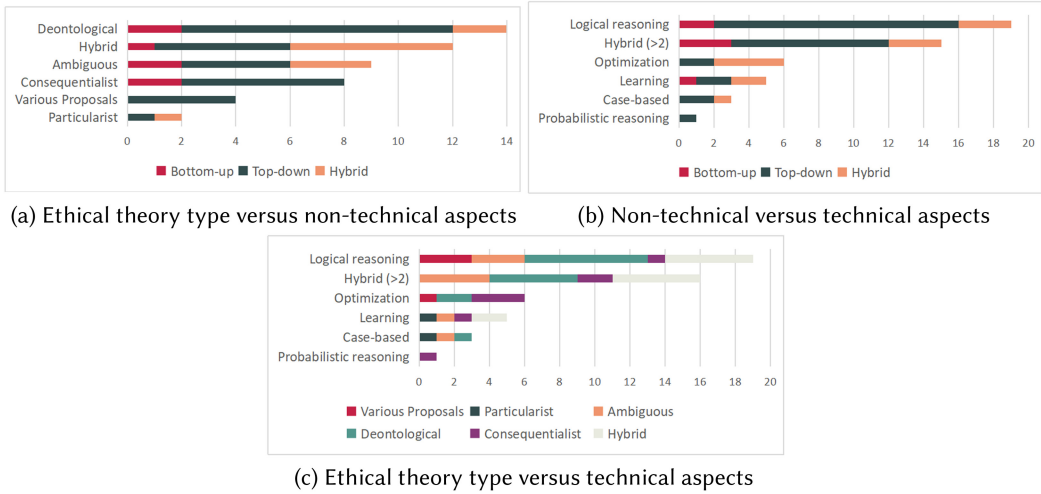 Deontological
Hybrid
Ambiguous
Consequentialist
Various Proposals
Particularist
0 2 4 6 8 10 12 14
Bottom-up Top-down Hybrid
(a) Ethical theory type versus non-technical aspects
Logical reasoning
Hybrid (>2)
Optimization
Learning
Case-based
Probabilistic reasoning
0 2 4 6 8 10 12 14 16 18 20
Bottom-up Top-down Hybrid
(b) Non-technical versus technical aspects
Logical reasoning
Hybrid (>2)
Optimization
Learning
Case-based
Probabilistic reasoning
0 2 4 6 8 10 12 14 16 18 20
Various Proposals Particularist Ambiguous
Deontological Consequentialist Hybrid
(c) Ethical theory type versus technical aspects